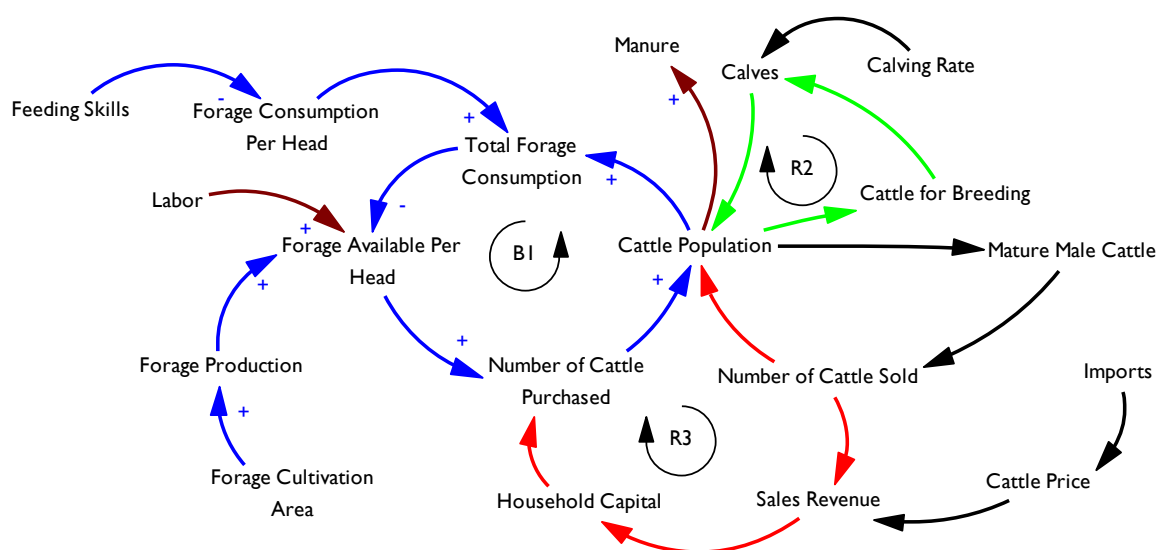 Manure
Calves
Calving Rate
Feeding Skills
-
Forage Consumption
Per Head
+
+
Total Forage
Consumption
+
R2
Labor
Cattle for Breeding
-
+
Forage Available Per
Head
B1
Cattle Population
Mature Male Cattle
+
+
+
Forage Production
Number of Cattle
Purchased
Number of Cattle Sold
Imports
+
R3
Forage Cultivation
Area
Household Capital
Sales Revenue
Cattle Price